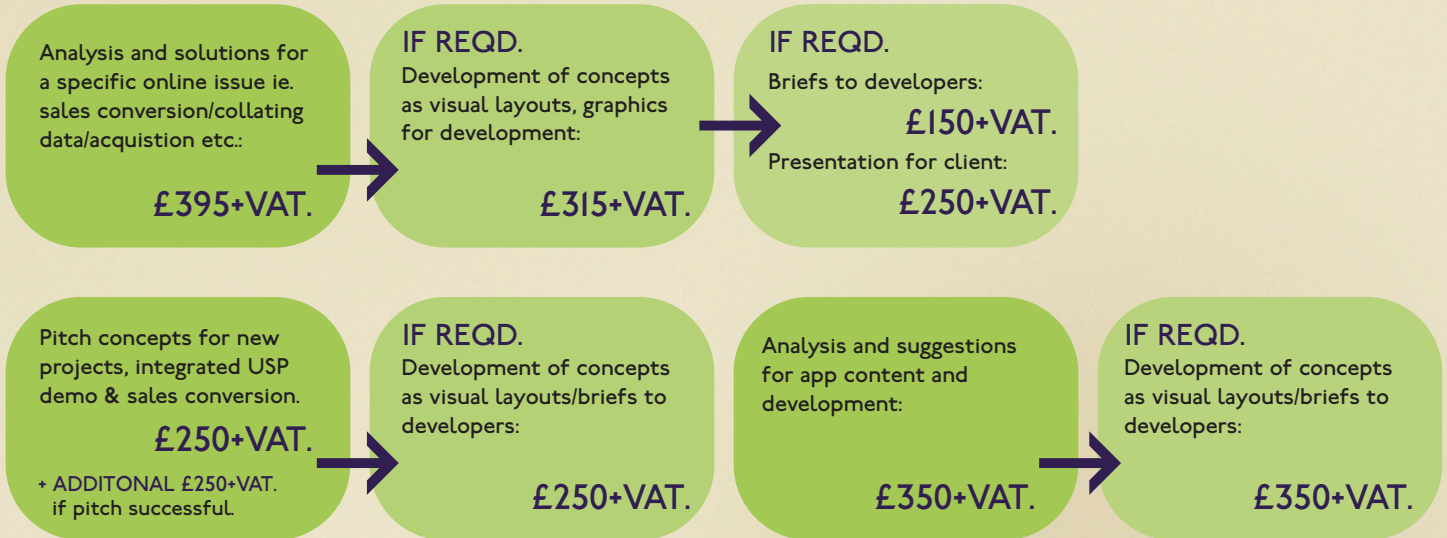 Analysis and solutions for
a specific online issue ie.
sales conversion/collating
data/acquistion etc.:
£395+VAT.
IF REQD.
Development of concepts
as visual layouts, graphics
for development:
£315+VAT.
IF REQD.
Briefs to developers:
£150+VAT.
Presentation for client:
£250+VAT.
Pitch concepts for new
projects, integrated USP
demo & sales conversion.
£250+VAT.
+ ADDITONAL £250+VAT.
if pitch successful.
IF REQD.
Development of concepts
as visual layouts/briefs to
developers:
£250+VAT.
Analysis and suggestions
for app content and
development:
£350+VAT.
IF REQD.
Development of concepts
as visual layouts/briefs to
developers:
£350+VAT.